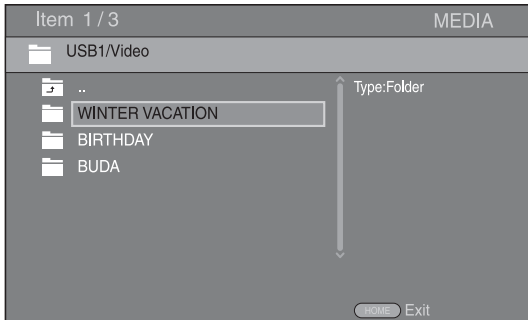 Item 1/3 MEDIA
USB1/Video
..
WINTER VACATION
BIRTHDAY
BUDA
Type:Folder
HOME Exit